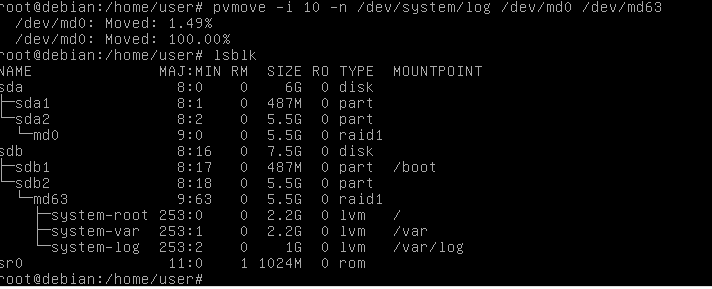 root@debian:/home/user# pvmove -i 10 -n /dev/system/log /dev/md0 /dev/md63
  /dev/md0: Moved: 1.49%
  /dev/md0: Moved: 100.00%
root@debian:/home/user# lsblk
NAME            MAJ:MIN RM  SIZE RO TYPE  MOUNTPOINT
sda               8:0    0    6G  0 disk
├─sda1            8:1    0  487M  0 part
└─sda2            8:2    0  5.5G  0 part
  └─md0           9:0    0  5.5G  0 raid1
sdb               8:16   0  7.5G  0 disk
├─sdb1            8:17   0  487M  0 part  /boot
└─sdb2            8:18   0  5.5G  0 part
  └─md63          9:63   0  5.5G  0 raid1
    ├─system-root 253:0  0  2.2G  0 lvm   /
    ├─system-var  253:1  0  2.2G  0 lvm   /var
    └─system-log  253:2  0    1G  0 lvm   /var/log
sr0              11:0    1 1024M  0 rom
root@debian:/home/user#